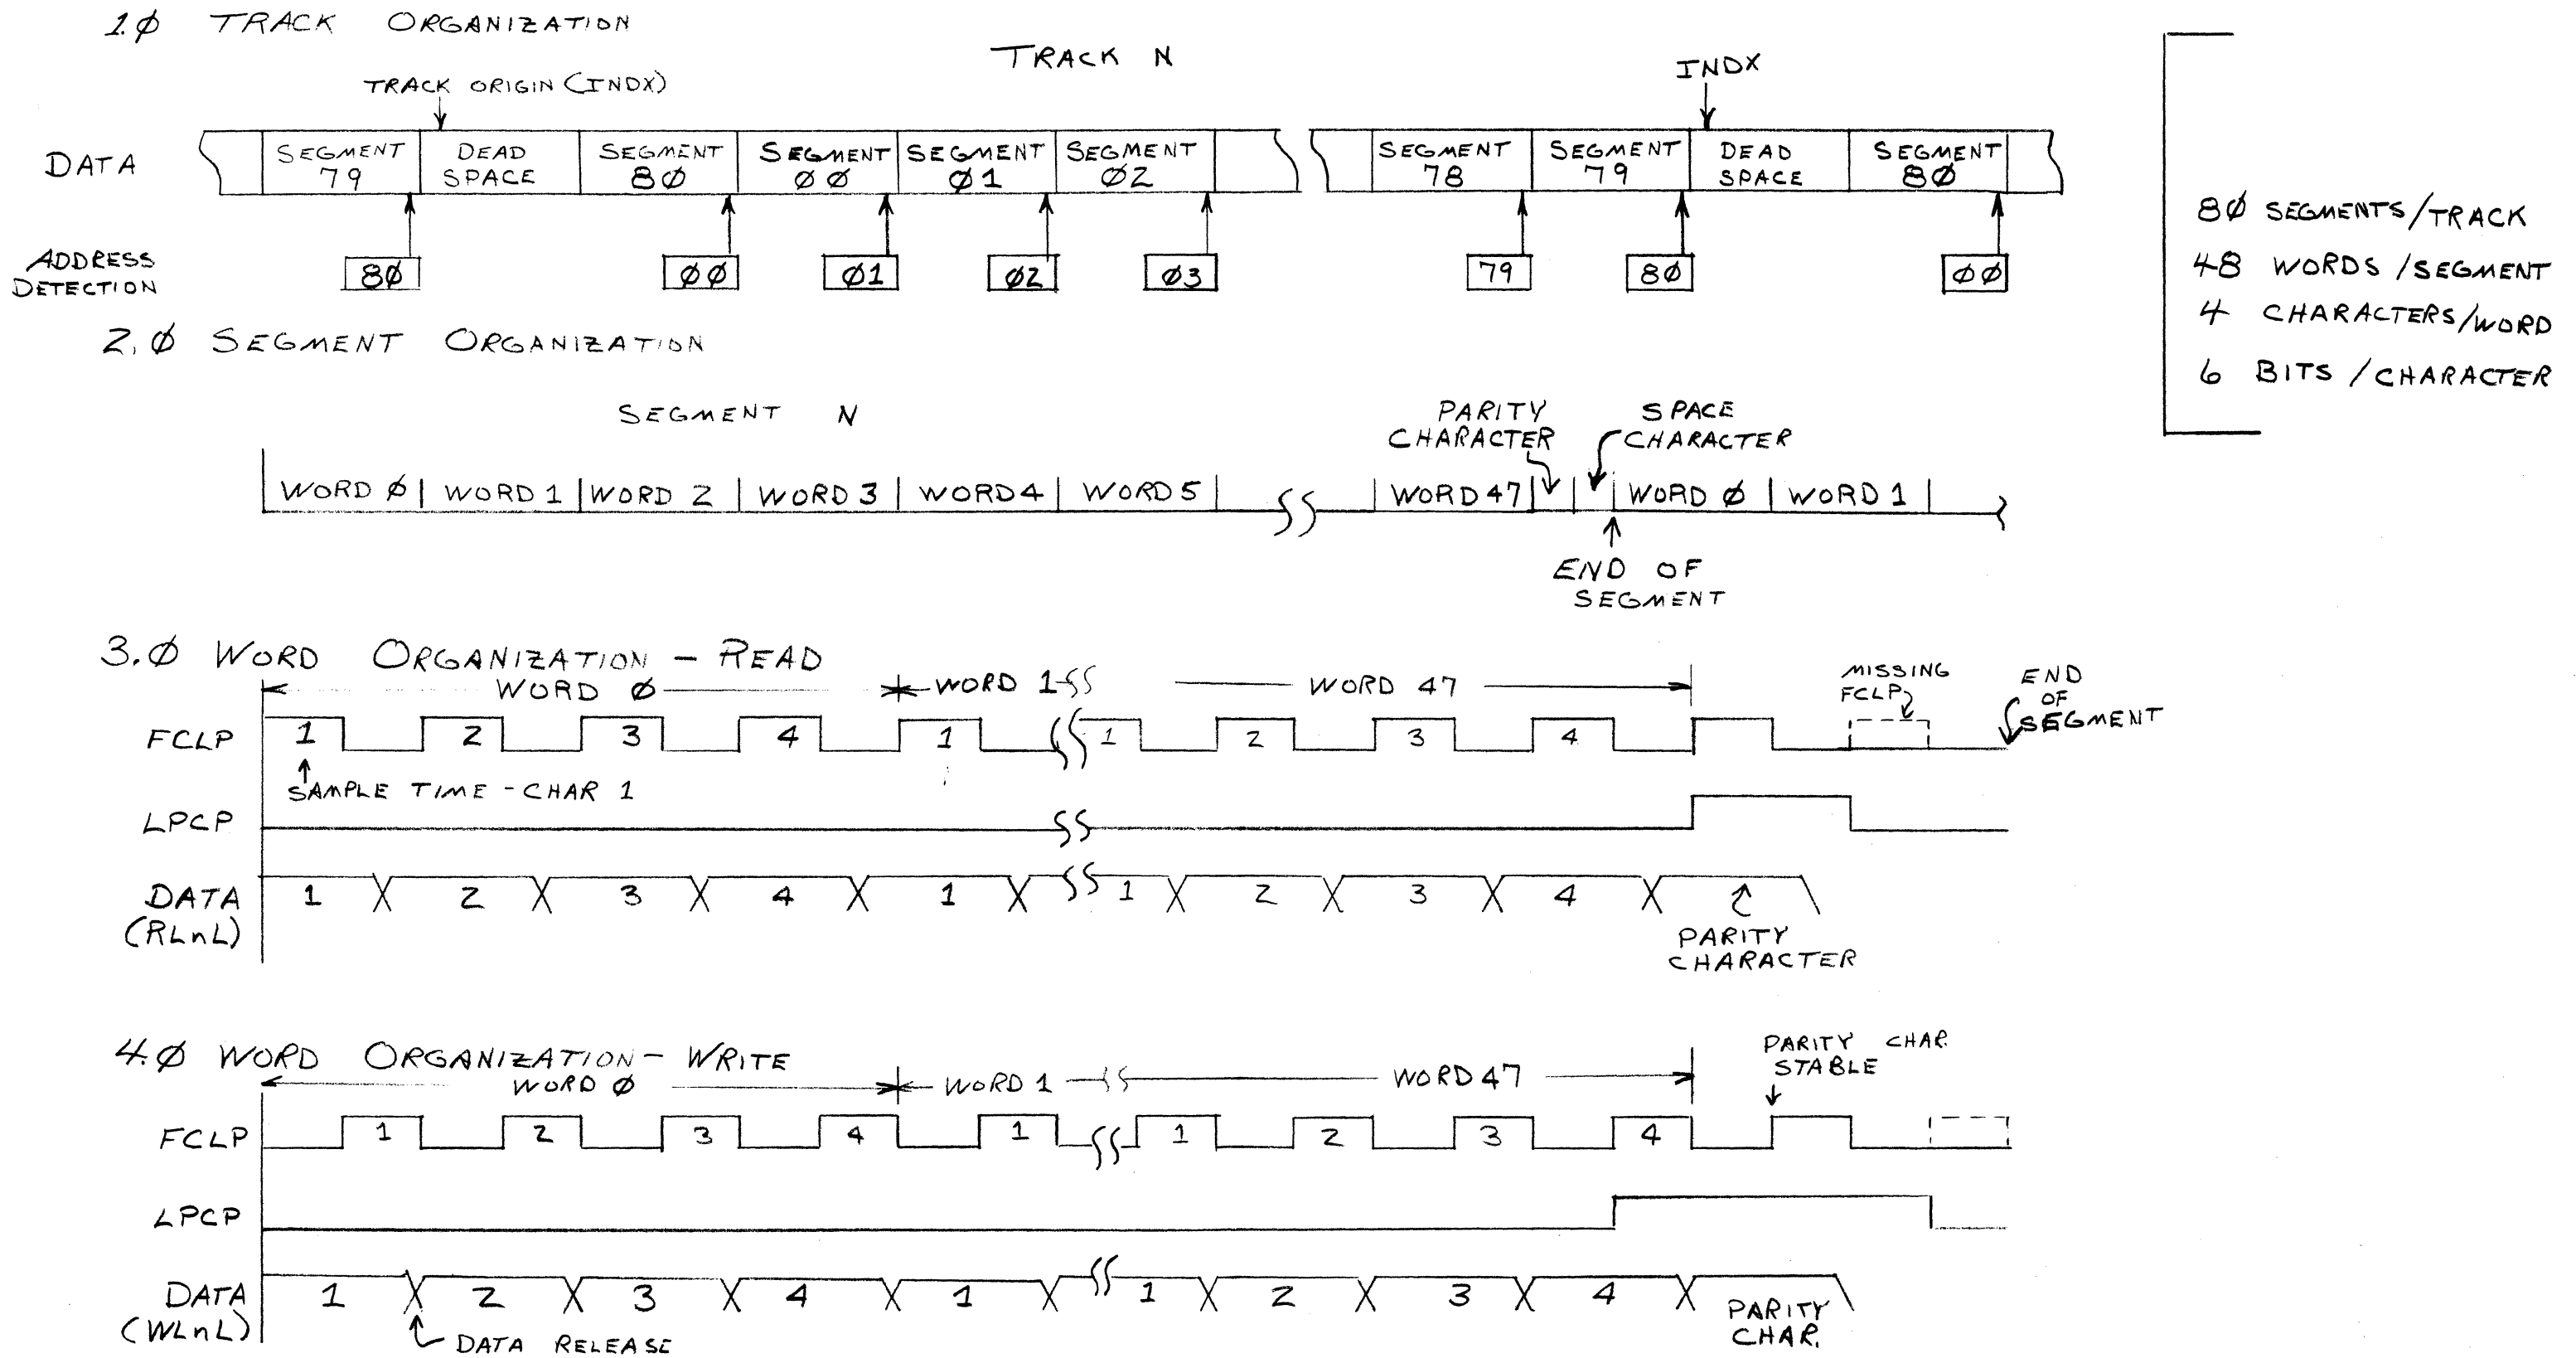 1.Ø TRACK ORGANIZATION
TRACK N
TRACK ORIGIN (INDX)
INDX
DATA
SEGMENT 79
DEAD SPACE
SEGMENT 8Ø
SEGMENT ØØ
SEGMENT Ø1
SEGMENT Ø2
SEGMENT 78
SEGMENT 79
DEAD SPACE
SEGMENT 8Ø
ADDRESS DETECTION
8Ø
ØØ
Ø1
Ø2
Ø3
79
8Ø
ØØ
8Ø SEGMENTS/TRACK
48 WORDS/SEGMENT
4 CHARACTERS/WORD
6 BITS/CHARACTER
2.Ø SEGMENT ORGANIZATION
SEGMENT N
PARITY CHARACTER
SPACE CHARACTER
WORD Ø
WORD 1
WORD 2
WORD 3
WORD 4
WORD 5
WORD 47
WORD Ø
WORD 1
END OF SEGMENT
3.Ø WORD ORGANIZATION - READ
WORD Ø
WORD 1
WORD 47
MISSING FCLP
END OF SEGMENT
FCLP
1 2 3 4 1 1 2 3 4
SAMPLE TIME - CHAR 1
LPCP
DATA (RLnL)
1 2 3 4 1 1 2 3 4
PARITY CHARACTER
4.Ø WORD ORGANIZATION - WRITE
WORD Ø
WORD 1
WORD 47
PARITY CHAR. STABLE
FCLP
1 2 3 4 1 1 2 3 4
LPCP
DATA (WLnL)
1 2 3 4 1 1 2 3 4
PARITY CHAR.
DATA RELEASE